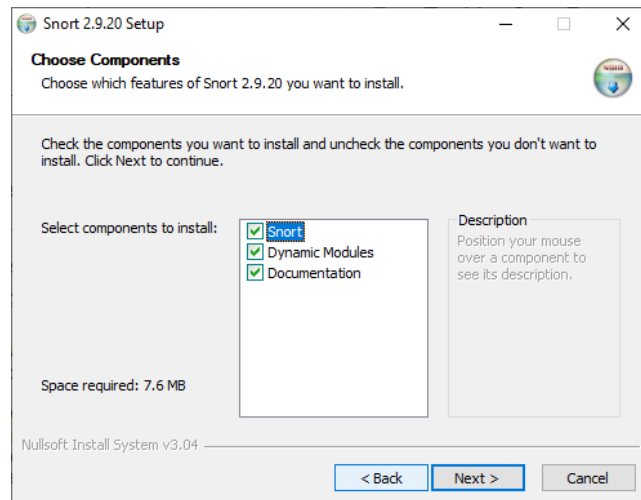 Snort 2.9.20 Setup
Choose Components
Choose which features of Snort 2.9.20 you want to install.
Check the components you want to install and uncheck the components you don't want to
install. Click Next to continue.
Select components to install:
Snort
Dynamic Modules
Documentation
Description
Position your mouse
over a component to
see its description.
Space required: 7.6 MB
Nullsoft Install System v3.04
< Back
Next >
Cancel